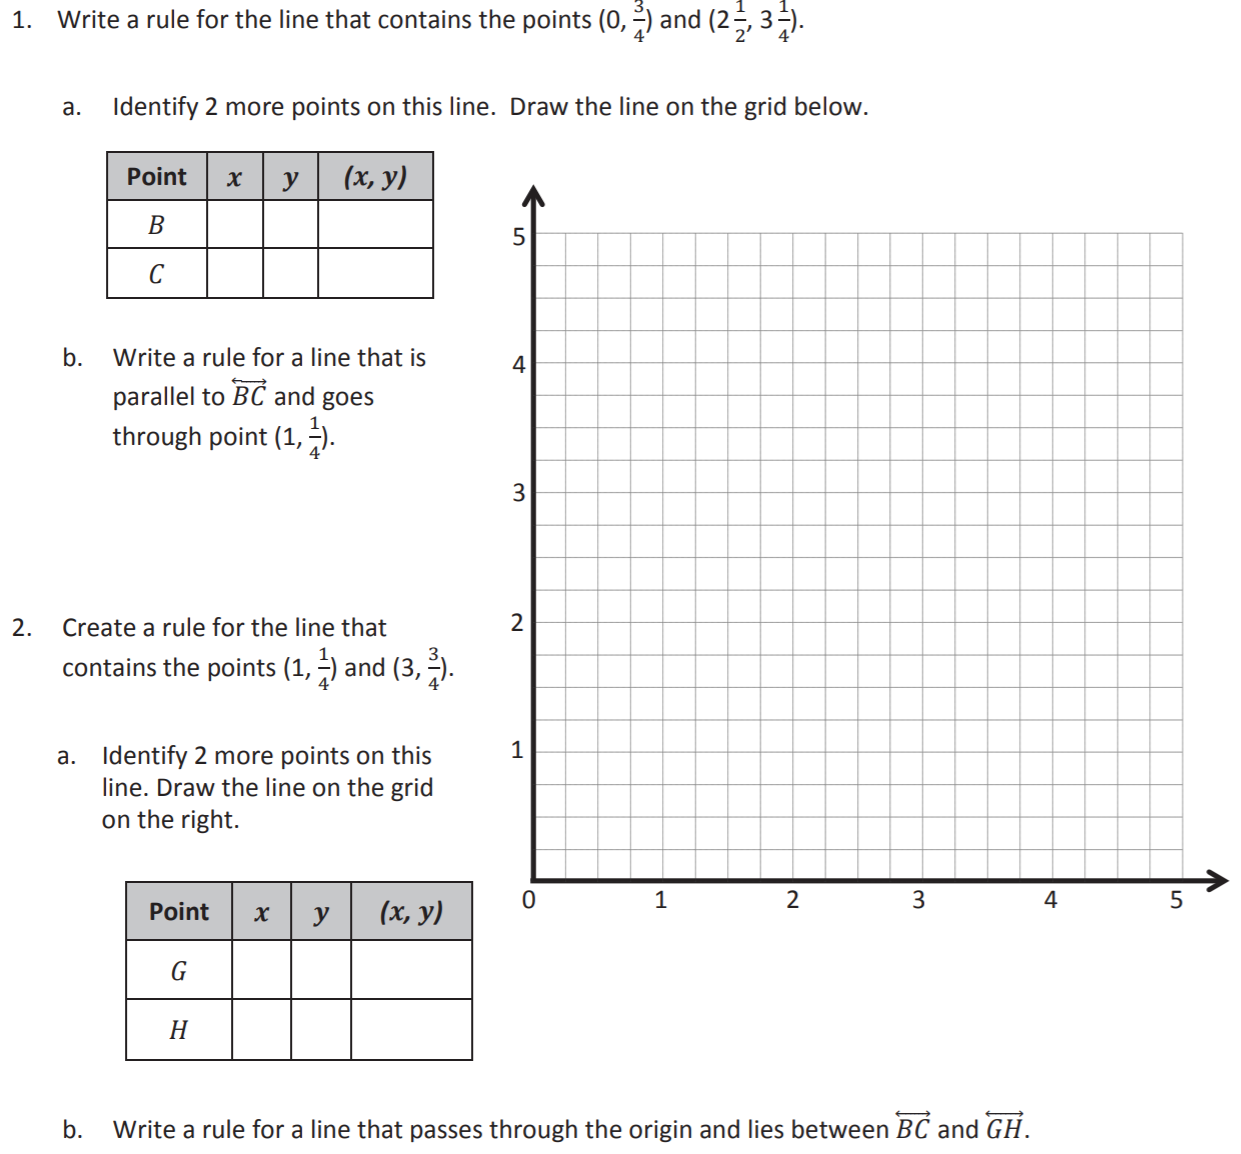 1. Write a rule for the line that contains the points (0, 3/4) and (2 1/2, 3 1/4).
a. Identify 2 more points on this line. Draw the line on the grid below.
Point x y (x, y)
B
C
b. Write a rule for a line that is
parallel to BC and goes
through point (1, 1/4).
2. Create a rule for the line that
contains the points (1, 1/4) and (3, 3/4).
a. Identify 2 more points on this
line. Draw the line on the grid
on the right.
Point x y (x, y)
G
H
5
4
3
2
1
0 1 2 3 4 5
b. Write a rule for a line that passes through the origin and lies between BC and GH.